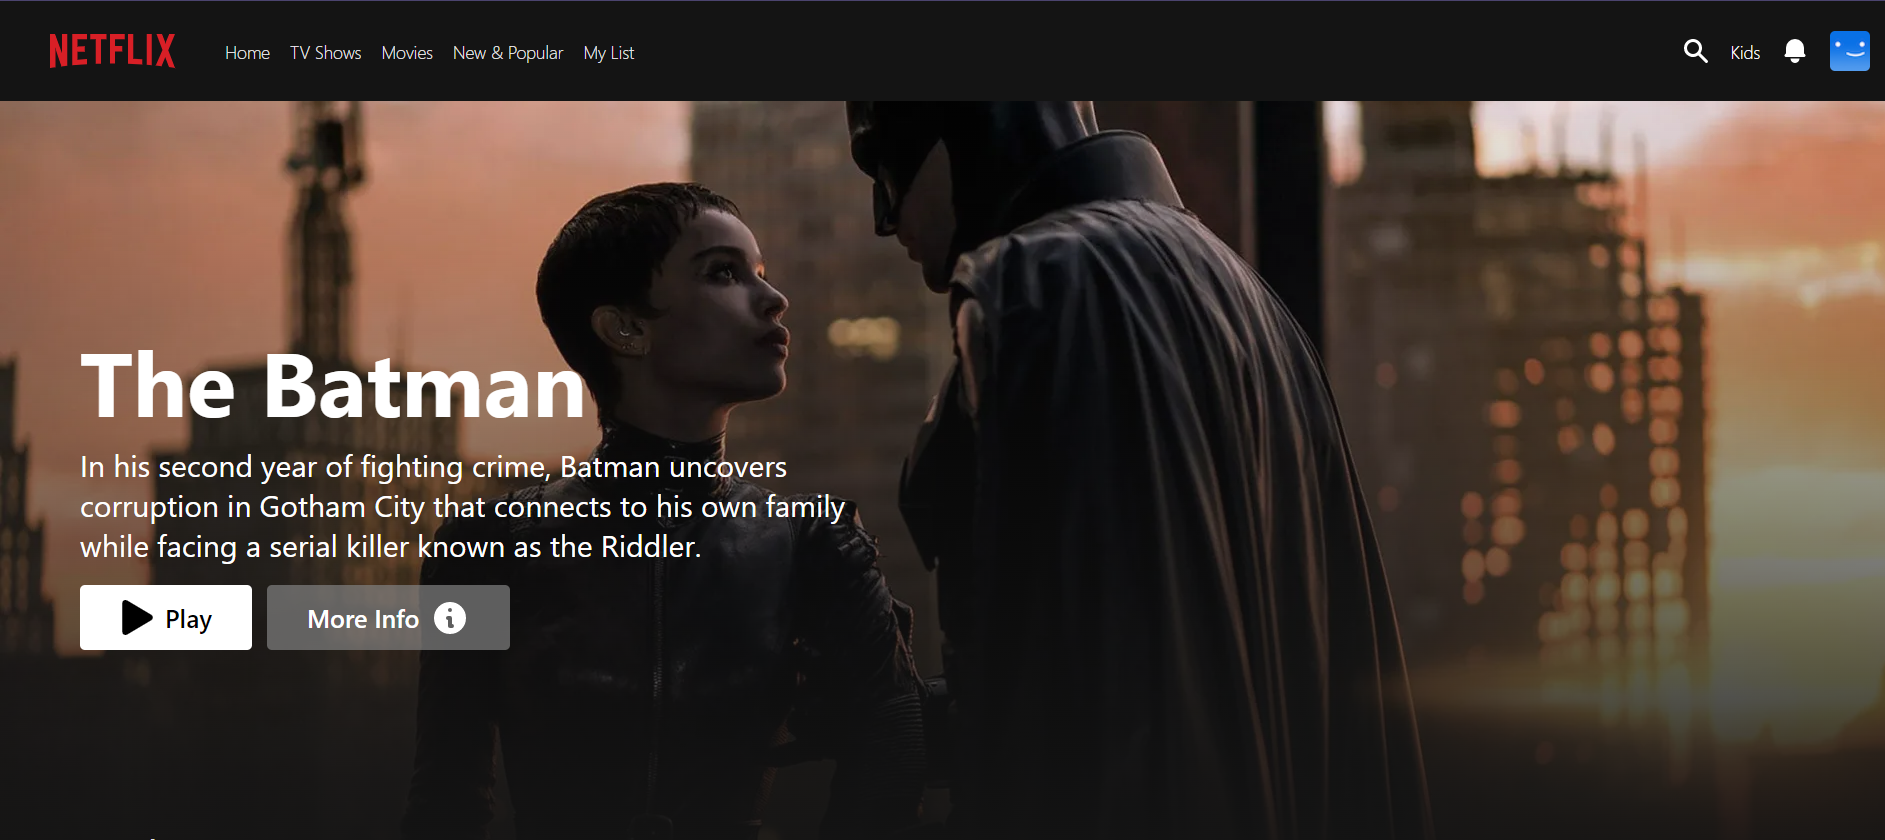 NETFLIX Home TV Shows Movies New & Popular My List Kids
The Batman
In his second year of fighting crime, Batman uncovers
corruption in Gotham City that connects to his own family
while facing a serial killer known as the Riddler.
Play More Info